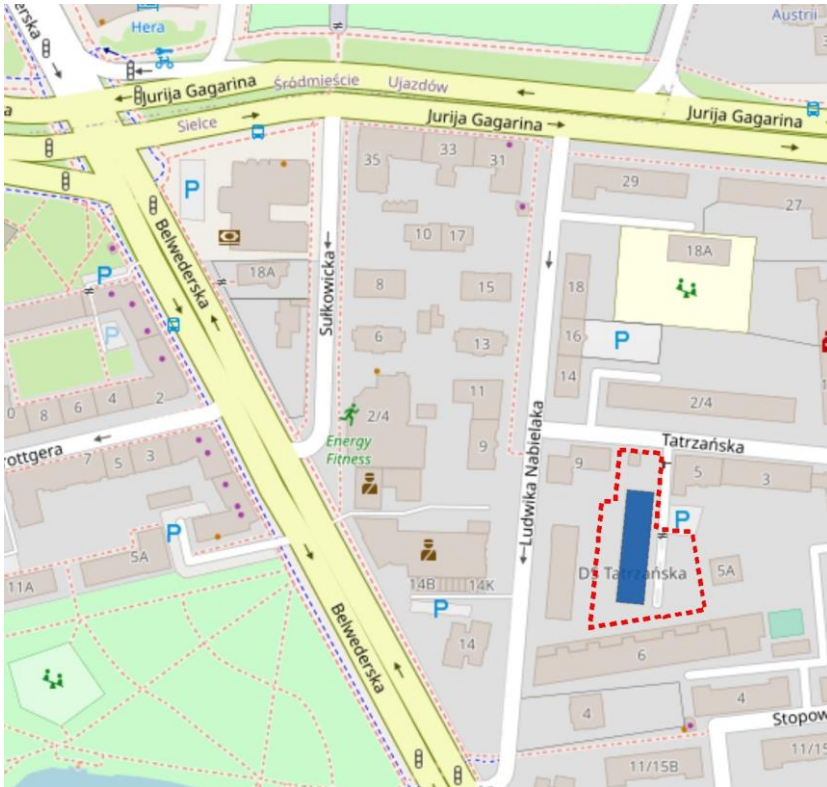 Hera
Austrii
Belwederska
Jurija Gagarina
Śródmieście
Ujazdów
Sielce
Jurija Gagarina
Jurija Gagarina
35
33
31
29
27
P
10
17
18A
18A
Belwederska
Sułkowicka
8
15
18
P
P
6
13
16
P
14
11
2/4
2/4
0
8
6
4
2
Energy
Fitness
9
Ludwika Nabielaka
Tatrzańska
rottgera
7
5
3
9
5
3
P
P
5A
DS Tatrzańska
5A
11A
14B
14K
P
14
6
Belwederska
4
4
Stopow
11/15B
11/15